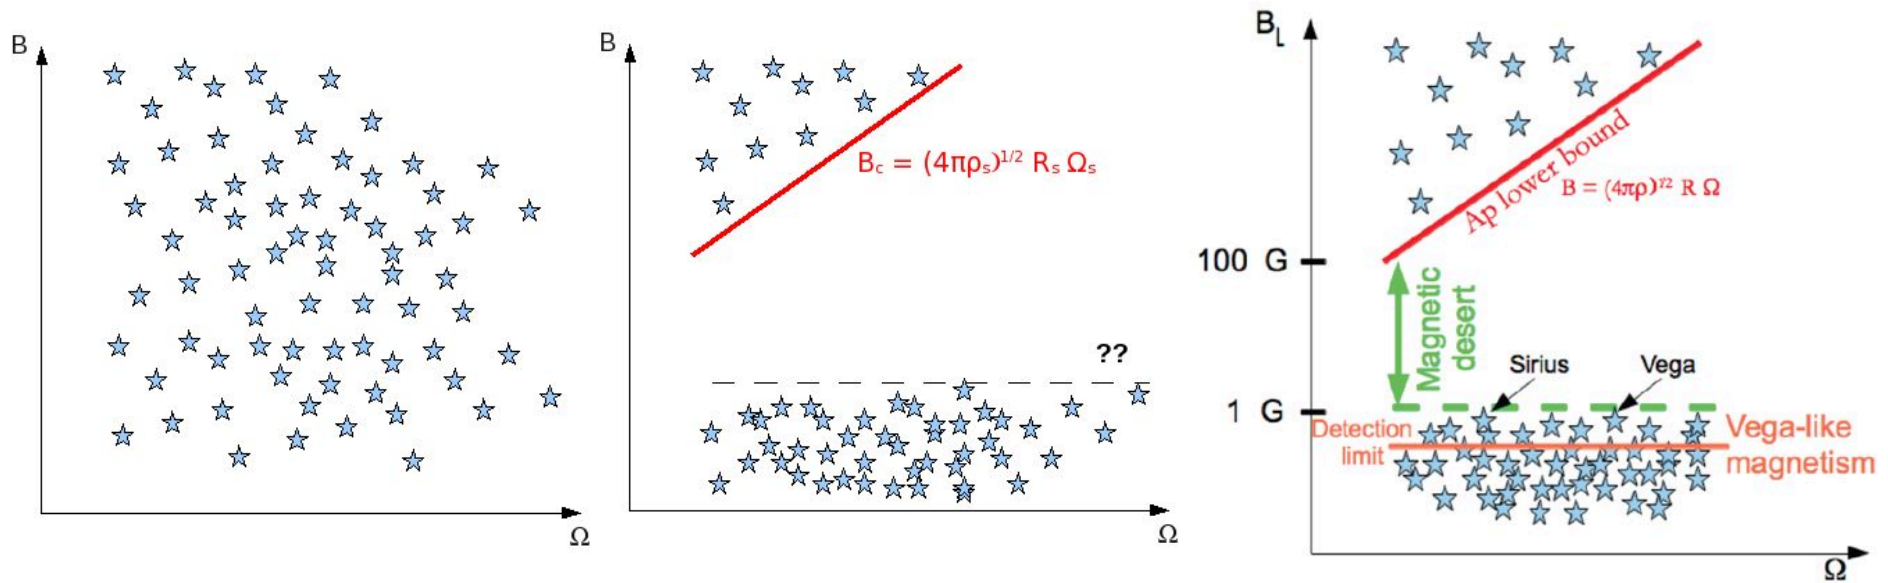 B
Ω
B
B꜀ = (4πρₛ)¹ᐟ² Rₛ Ωₛ
??
Ω
B_L
Ap lower bound
B = (4πρ)¹ᐟ² R Ω
100 G
Magnetic
desert
Sirius
Vega
1 G
Detection
limit
Vega-like
magnetism
Ω